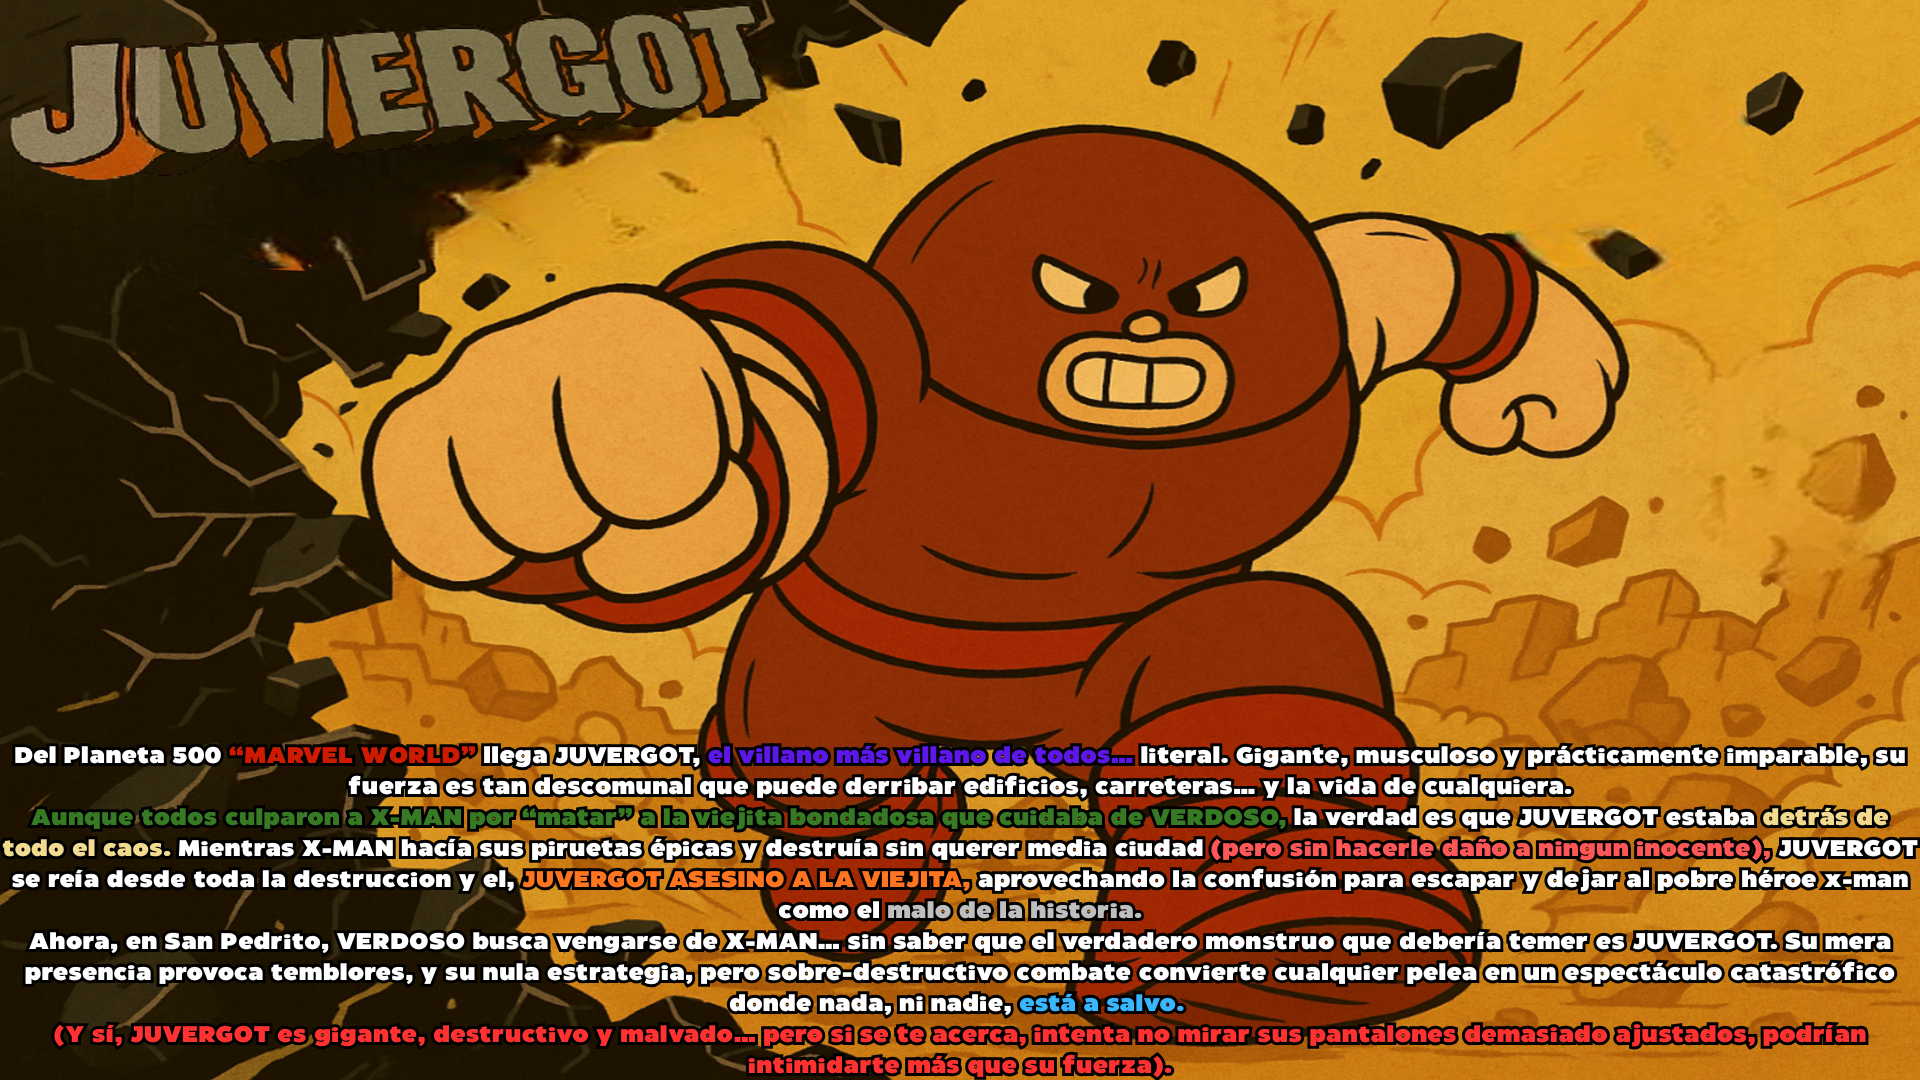 JUVERGOT
Del Planeta 500 “MARVEL WORLD” llega JUVERGOT, el villano más villano de todos... literal. Gigante, musculoso y prácticamente imparable, su
fuerza es tan descomunal que puede derribar edificios, carreteras... y la vida de cualquiera.
Aunque todos culparon a X-MAN por “matar” a la viejita bondadosa que cuidaba de VERDOSO, la verdad es que JUVERGOT estaba detrás de
todo el caos. Mientras X-MAN hacía sus piruetas épicas y destruía sin querer media ciudad (pero sin hacerle daño a ningun inocente), JUVERGOT
se reía desde toda la destruccion y el, JUVERGOT ASESINO A LA VIEJITA, aprovechando la confusión para escapar y dejar al pobre héroe x-man
como el malo de la historia.
Ahora, en San Pedrito, VERDOSO busca vengarse de X-MAN... sin saber que el verdadero monstruo que debería temer es JUVERGOT. Su mera
presencia provoca temblores, y su nula estrategia, pero sobre-destructivo combate convierte cualquier pelea en un espectáculo catastrófico
donde nada, ni nadie, está a salvo.
(Y sí, JUVERGOT es gigante, destructivo y malvado... pero si se te acerca, intenta no mirar sus pantalones demasiado ajustados, podrían
intimidarte más que su fuerza).